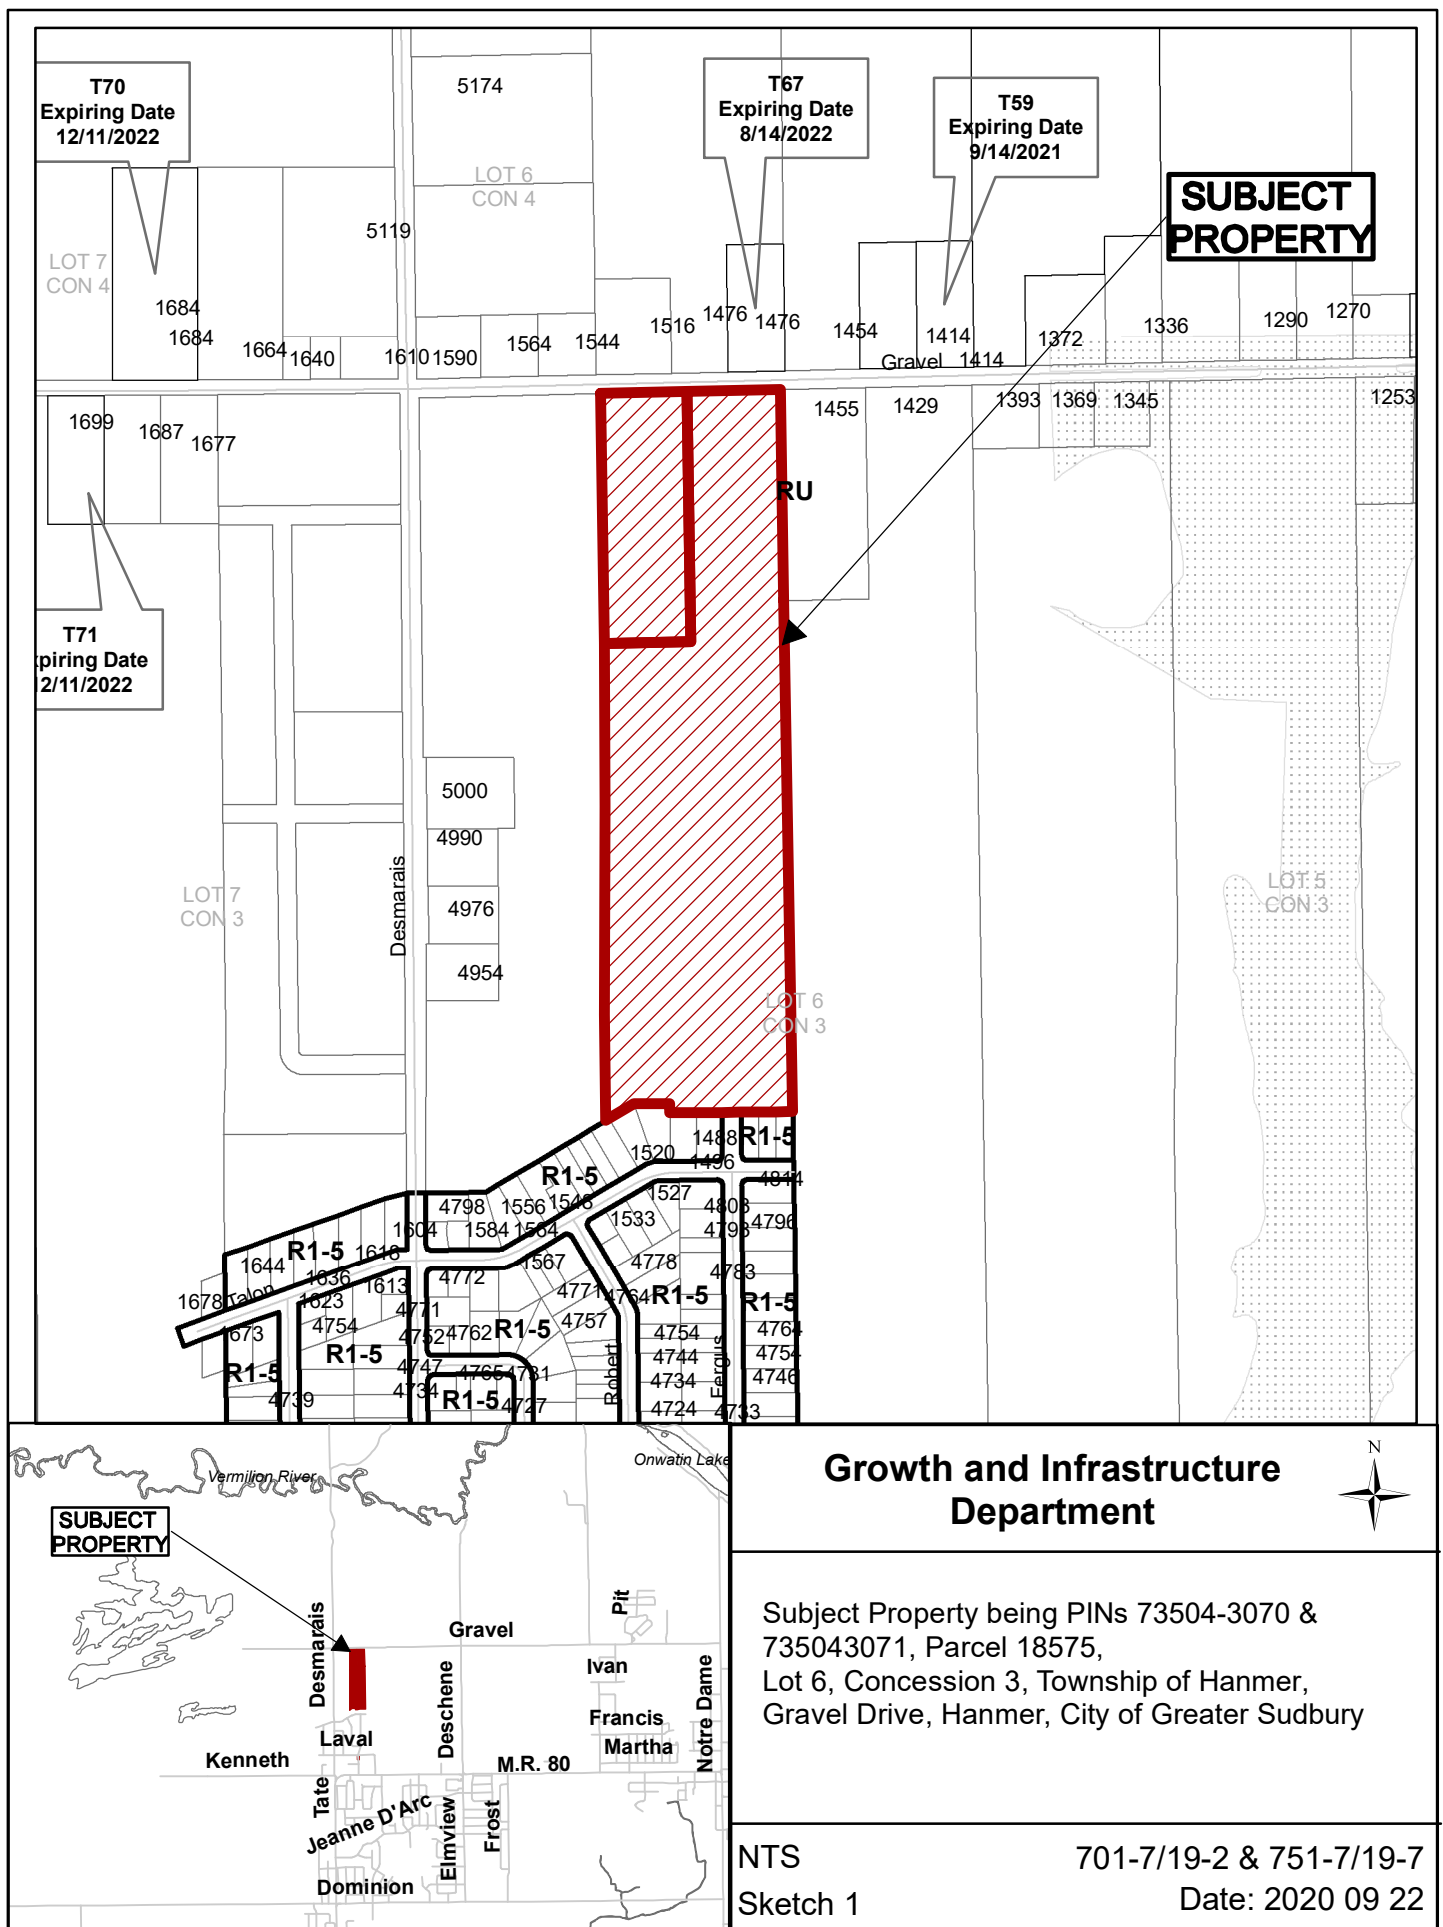 T70
Expiring Date
12/11/2022
5174
T67
Expiring Date
8/14/2022
T59
Expiring Date
9/14/2021
SUBJECT
PROPERTY
LOT 6
CON 4
5119
LOT 7
CON 4
1684
1684
1664
1640
1610
1590
1564
1544
1516
1476
1476
1454
1414
Gravel
1414
1372
1336
1290
1270
1699
1687
1677
1455
1429
1393
1369
1345
1253
RU
T71
xpiring Date
12/11/2022
5000
4990
4976
4954
Desmarais
LOT 7
CON 3
LOT 5
CON 3
LOT 6
CON 3
1488
R1-5
1520
1496
R1-5
4814
1527
4798
1556
1548
4803
1533
4793
4796
1604
1584
1564
R1-5
1618
1644
1636
1567
4778
4783
4772
1613
4771
4764
R1-5
R1-5
1678
Talon
1623
4771
4757
1673
4754
4752
4762
R1-5
4754
4764
R1-5
4744
4754
R1-5
4747
4765
4731
4734
4746
4739
4734
R1-5
4727
4724
4733
Robert
Fergus
Vermilion River
Onwatin Lake
SUBJECT
PROPERTY
Desmarais
Gravel
Pit
Ivan
Deschene
Notre Dame
Francis
Martha
Laval
Kenneth
M.R. 80
Tate
Jeanne D'Arc
Elmview
Frost
Dominion
Growth and Infrastructure
Department
N
Subject Property being PINs 73504-3070 &
735043071, Parcel 18575,
Lot 6, Concession 3, Township of Hanmer,
Gravel Drive, Hanmer, City of Greater Sudbury
NTS
701-7/19-2 & 751-7/19-7
Sketch 1
Date: 2020 09 22